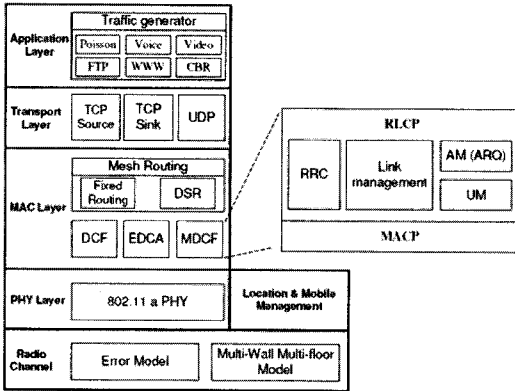 Traffic generator
Application
Layer
Poisson
Voice
Video
FTP
WWW
CBR
Transport
Layer
TCP
Source
TCP
Sink
UDP
RLCP
RRC
Link
management
AM (ARQ)
UM
MACP
MAC Layer
Mesh Routing
Fixed
Routing
DSR
DCF
EDCA
MDCF
PHY Layer
802.11 a PHY
Location & Mobile
Management
Radio
Channel
Error Model
Multi-Wall Multi-floor
Model